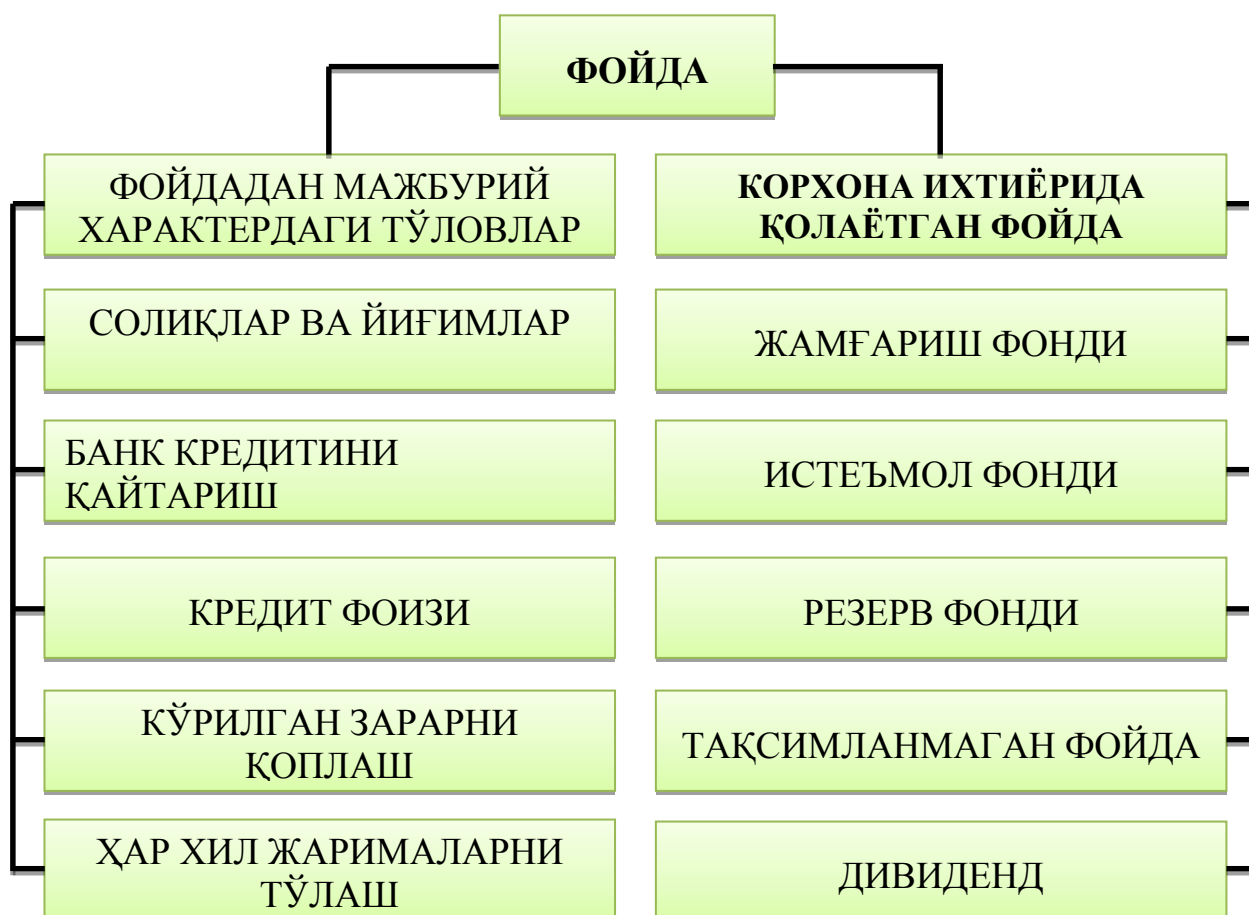 ФОЙДА
ФОЙДАДАН МАЖБУРИЙ
ХАРАКТЕРДАГИ ТЎЛОВЛАР
КОРХОНА ИХТИЁРИДА
ҚОЛАЁТГАН ФОЙДА
СОЛИҚЛАР ВА ЙИҒИМЛАР
ЖАМҒАРИШ ФОНДИ
БАНК КРЕДИТИНИ
ҚАЙТАРИШ
ИСТЕЪМОЛ ФОНДИ
КРЕДИТ ФОИЗИ
РЕЗЕРВ ФОНДИ
КЎРИЛГАН ЗАРАРНИ
ҚОПЛАШ
ТАҚСИМЛАНМАГАН ФОЙДА
ҲАР ХИЛ ЖАРИМАЛАРНИ
ТЎЛАШ
ДИВИДЕНД